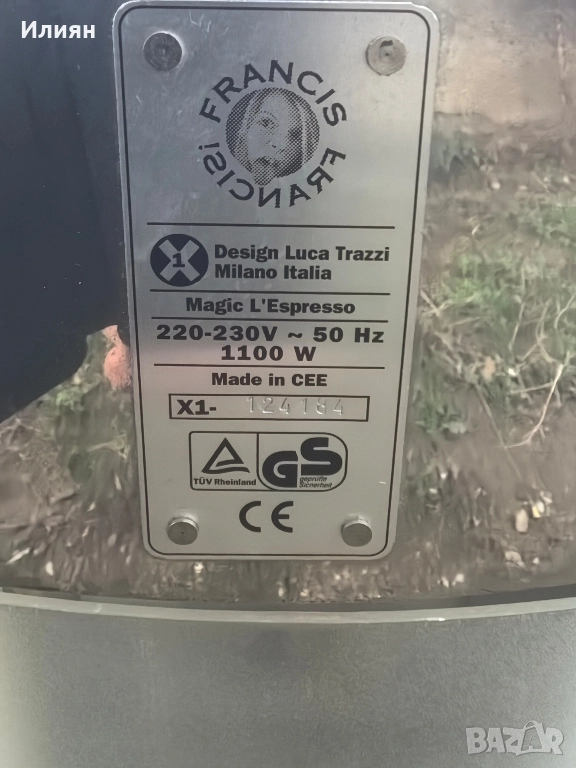 Илиян
FRANCIS
FRANCIS!
X1
Design Luca Trazzi
Milano Italia
Magic L'Espresso
220-230V ~ 50 Hz
1100 W
Made in CEE
X1- 124184
TÜV Rheinland
GS
geprüfte
Sicherheit
CE
BAZAR